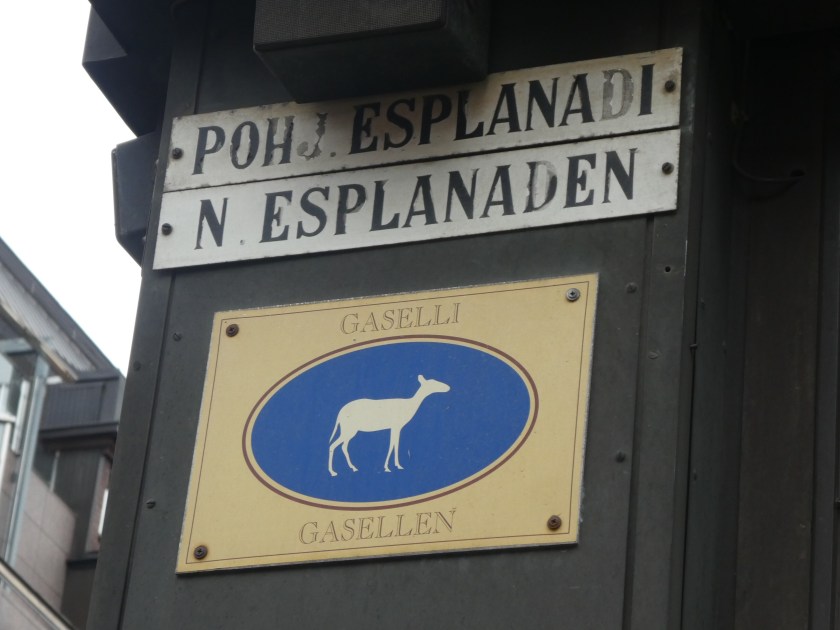 POHJ. ESPLANADI
N. ESPLANADEN
GASELLI
GASELLEN